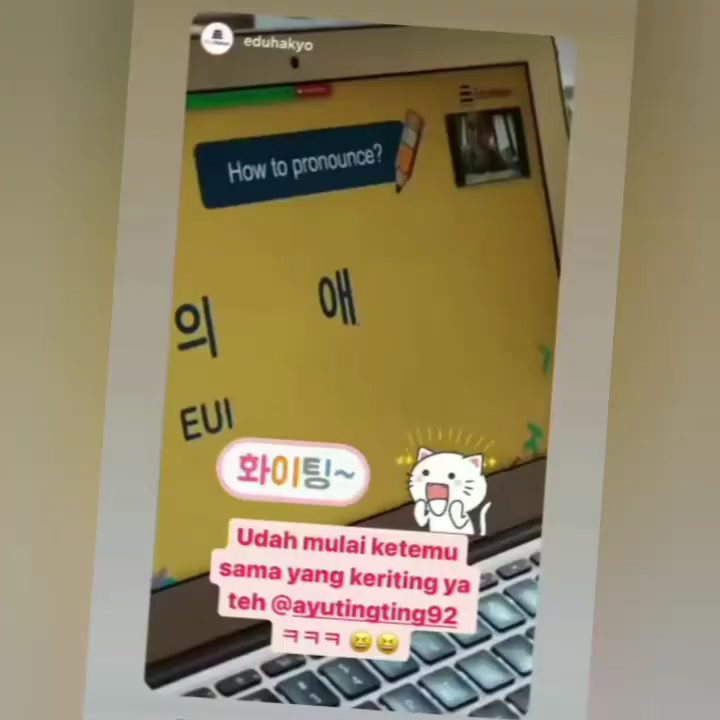 eduhakyo
How to pronounce?
의 애
EUI
화이팅~
Udah mulai ketemu
sama yang keriting ya
teh @ayutingting92
ㅋㅋㅋ 😆😆